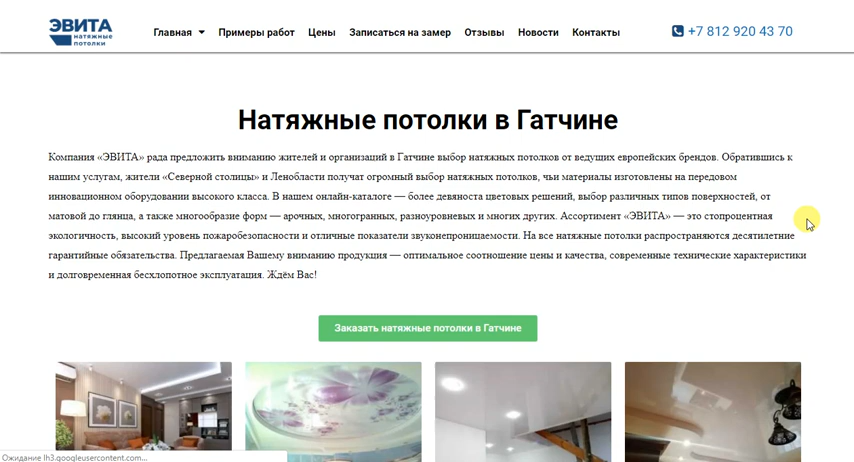 ЭВИТА
натяжные
потолки
Главная
Примеры работ
Цены
Записаться на замер
Отзывы
Новости
Контакты
+7 812 920 43 70
Натяжные потолки в Гатчине
Компания «ЭВИТА» рада предложить вниманию жителей и организаций в Гатчине выбор натяжных потолков от ведущих европейских брендов. Обратившись к
нашим услугам, жители «Северной столицы» и Ленобласти получат огромный выбор натяжных потолков, чьи материалы изготовлены на передовом
инновационном оборудовании высокого класса. В нашем онлайн-каталоге — более девяноста цветовых решений, выбор различных типов поверхностей, от
матовой до глянца, а также многообразие форм — арочных, многогранных, разноуровневых и многих других. Ассортимент «ЭВИТА» — это стопроцентная
экологичность, высокий уровень пожаробезопасности и отличные показатели звуконепроницаемости. На все натяжные потолки распространяются десятилетние
гарантийные обязательства. Предлагаемая Вашему вниманию продукция — оптимальное соотношение цены и качества, современные технические характеристики
и долговременная бесхлопотное эксплуатация. Ждём Вас!
Заказать натяжные потолки в Гатчине
Ожидание lh3.googleusercontent.com...